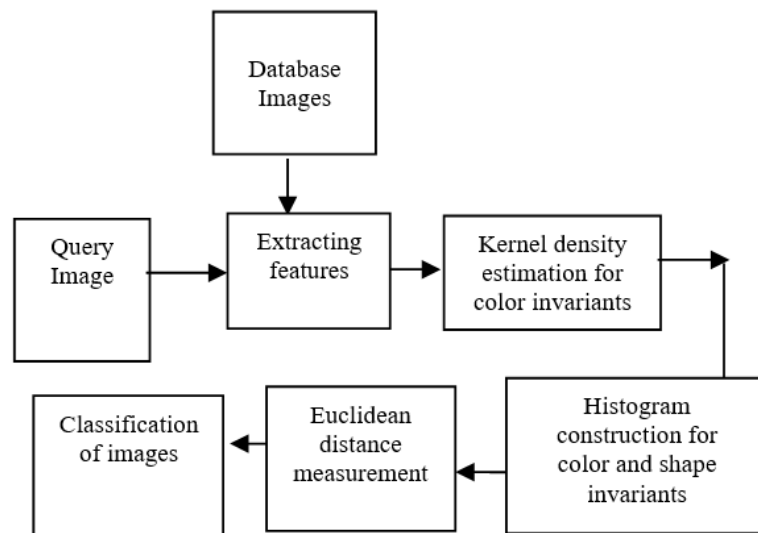 Database
Images
Query
Image
Extracting
features
Kernel density
estimation for
color invariants
Histogram
construction for
color and shape
invariants
Euclidean
distance
measurement
Classification
of images